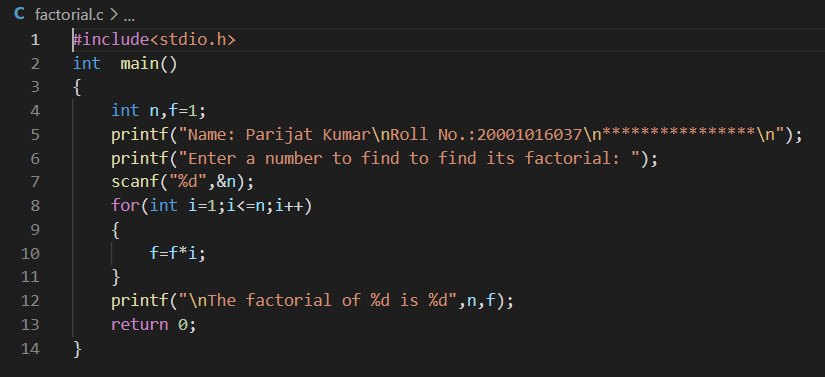 C factorial.c > ...
1 #include<stdio.h>
2 int  main()
3 {
4     int n,f=1;
5     printf("Name: Parijat Kumar\nRoll No.:20001016037\n****************\n");
6     printf("Enter a number to find to find its factorial: ");
7     scanf("%d",&n);
8     for(int i=1;i<=n;i++)
9     {
10         f=f*i;
11     }
12     printf("\nThe factorial of %d is %d",n,f);
13     return 0;
14 }